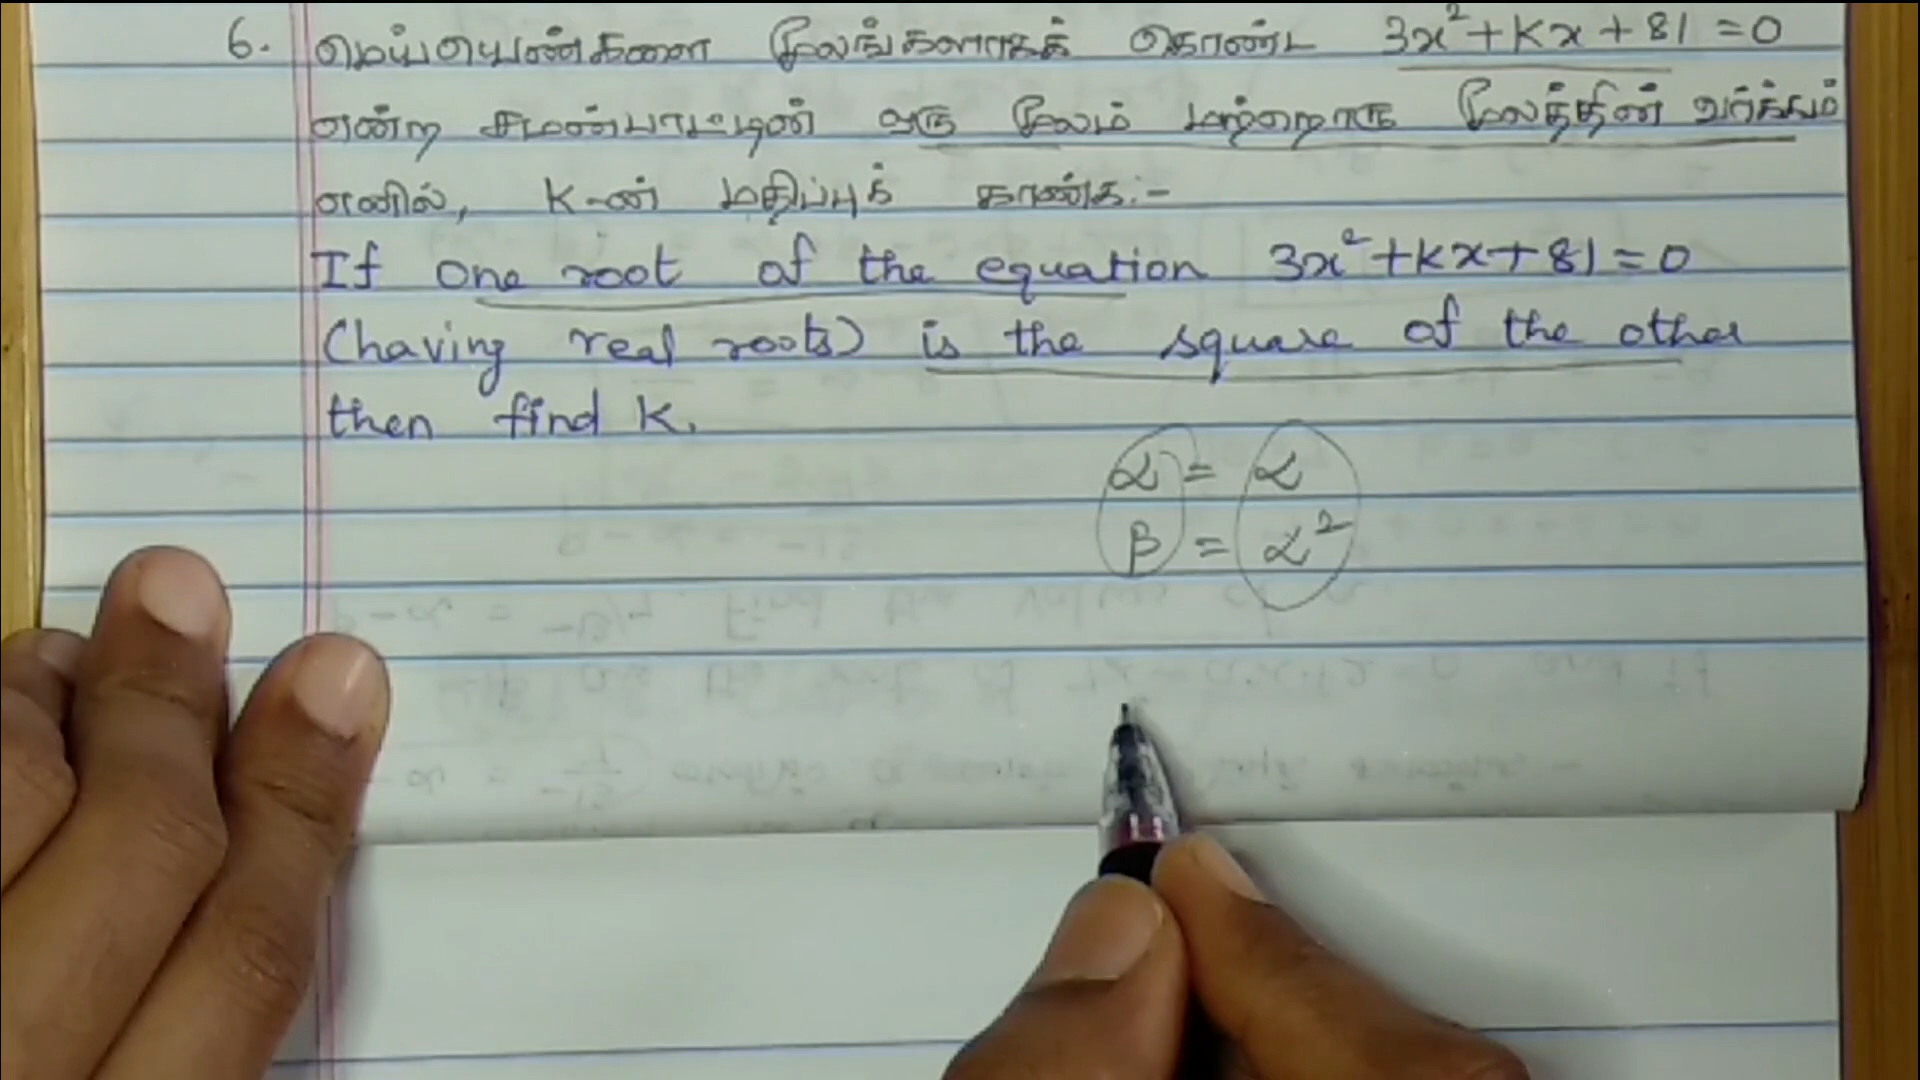 6. மெய்யெண்களை மூலங்களாகக் கொண்ட 3x²+Kx+81=0
என்ற சமன்பாட்டின் ஒரு மூலம் மற்றொரு மூலத்தின் வர்க்கம்
எனில், K-ன் மதிப்புக் காண்க:-
If one root of the equation 3x²+Kx+81=0
(having real roots) is the square of the other
then find K.
α = α
β = α²